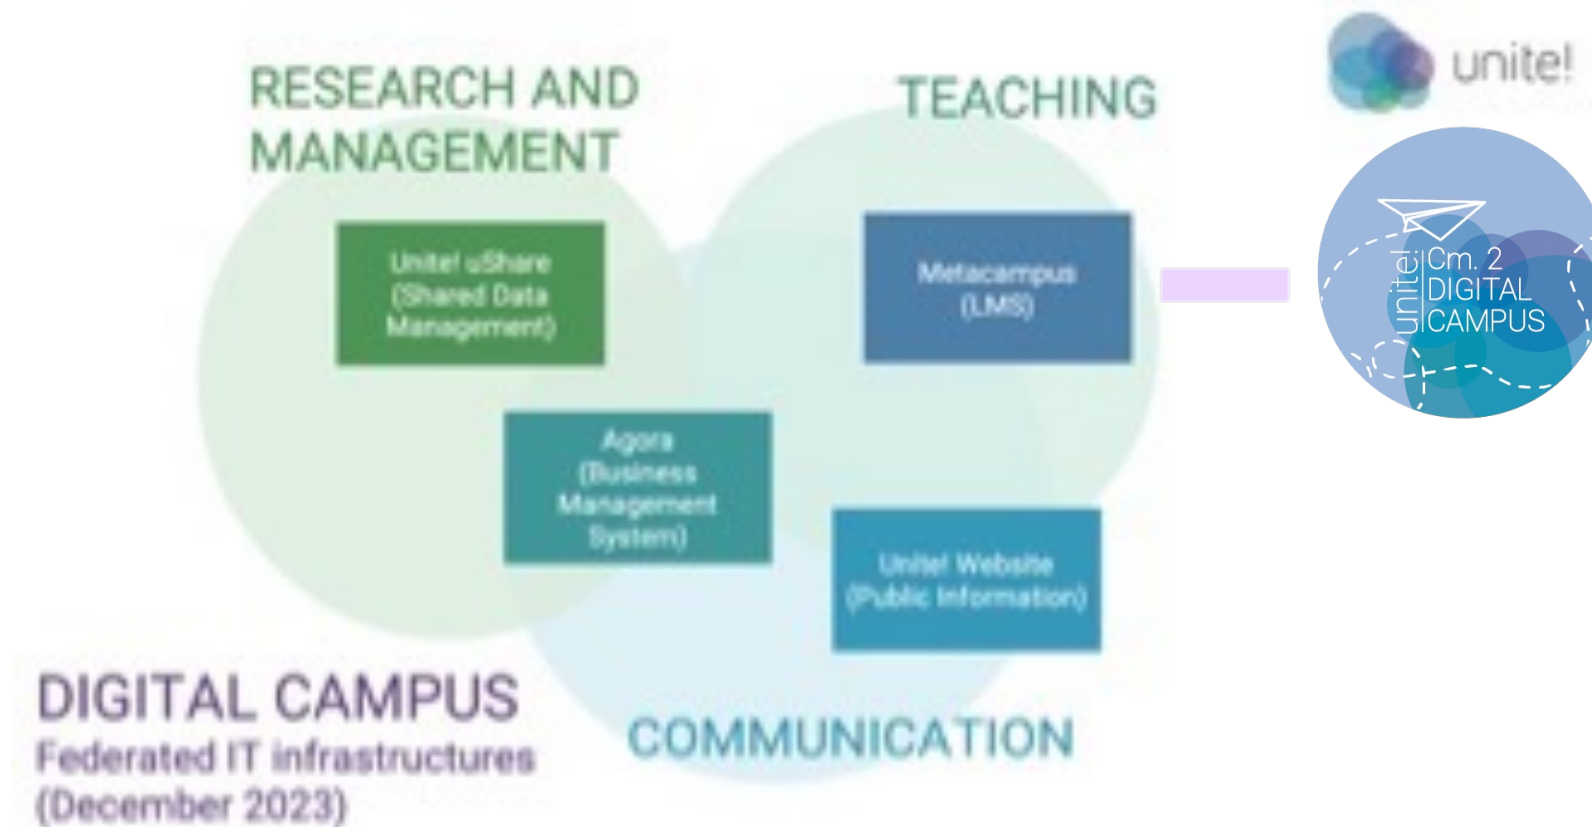 RESEARCH AND
MANAGEMENT
TEACHING
unite!
Unite! uShare
(Shared Data
Management)
Metacampus
(LMS)
unite!
Cm. 2
DIGITAL
CAMPUS
Agora
(Business
Management
System)
Unite! Website
(Public Information)
DIGITAL CAMPUS
Federated IT infrastructures
(December 2023)
COMMUNICATION